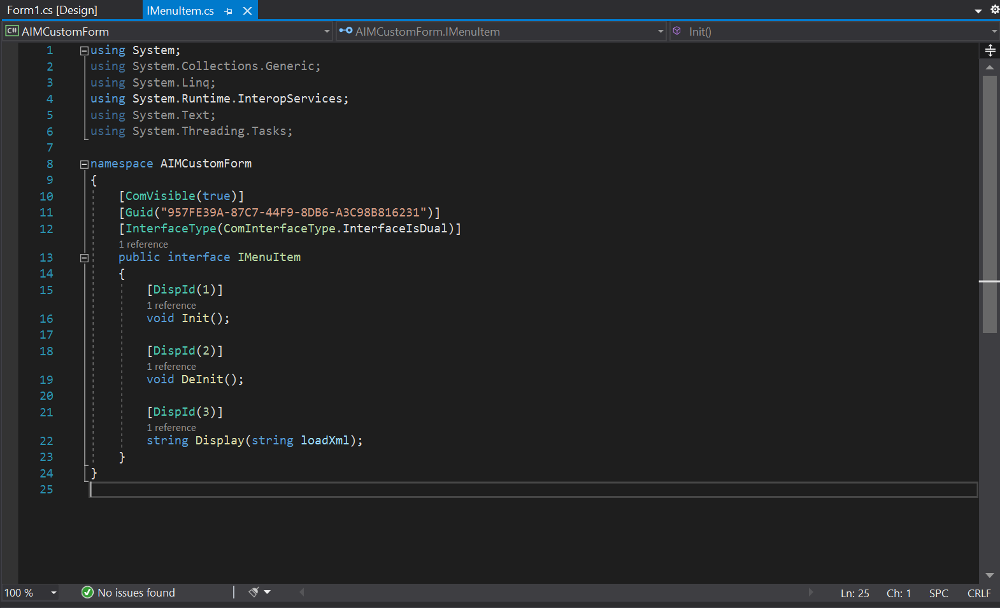 Form1.cs [Design]
IMenuItem.cs
C# AIMCustomForm
AIMCustomForm.IMenuItem
Init()
1 using System;
2 using System.Collections.Generic;
3 using System.Linq;
4 using System.Runtime.InteropServices;
5 using System.Text;
6 using System.Threading.Tasks;
7
8 namespace AIMCustomForm
9 {
10 [ComVisible(true)]
11 [Guid("957FE39A-87C7-44F9-8DB6-A3C98B816231")]
12 [InterfaceType(ComInterfaceType.InterfaceIsDual)]
1 reference
13 public interface IMenuItem
14 {
15 [DispId(1)]
1 reference
16 void Init();
17
18 [DispId(2)]
1 reference
19 void DeInit();
20
21 [DispId(3)]
1 reference
22 string Display(string loadXml);
23 }
24 }
25
100 %
No issues found
Ln: 25
Ch: 1
SPC
CRLF